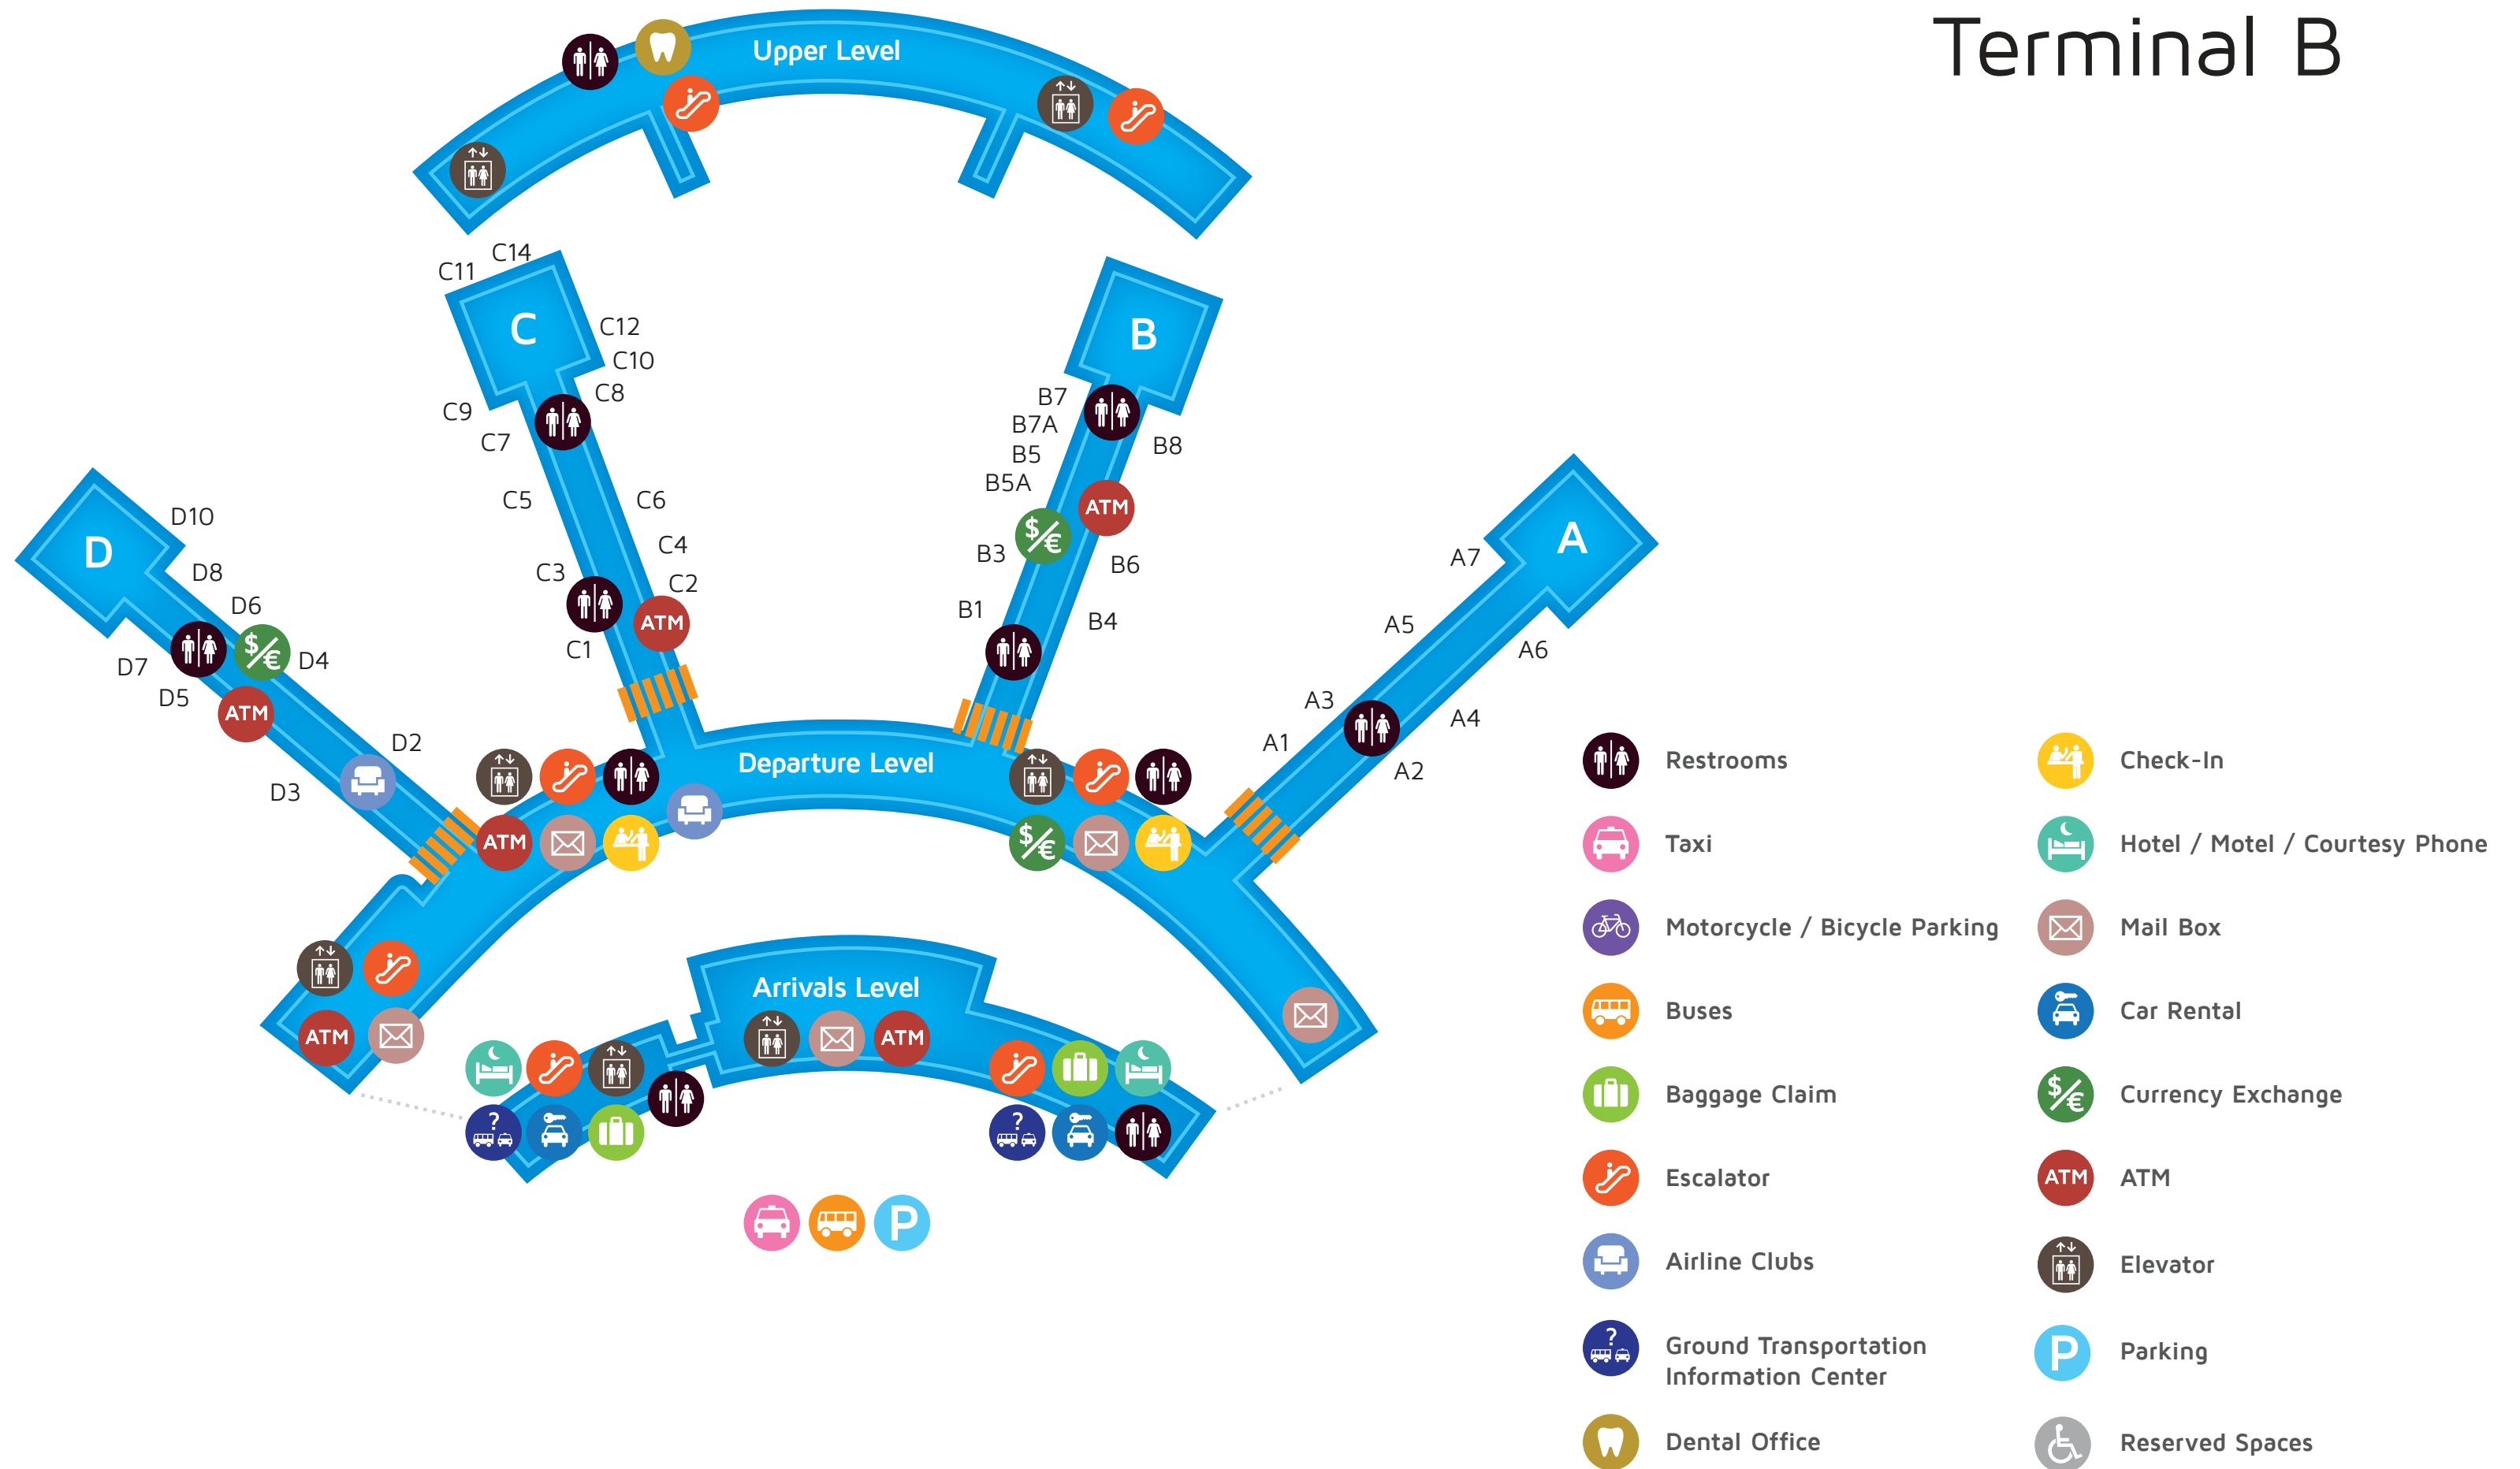 Terminal B
Upper Level
C14
C11
C
C12
C10
C8
C9
C7
C5
C6
C4
C3
C2
ATM
C1
B
B7
B7A
B8
B5
B5A
ATM
$/€
B3
B6
B1
B4
A
A7
A5
A6
A3
A4
A1
A2
D10
D
D8
D6
$/€
D4
D7
D5
ATM
D2
D3
Departure Level
ATM
$/€
ATM
Arrivals Level
ATM
?
?
P
Restrooms
Taxi
Motorcycle / Bicycle Parking
Buses
Baggage Claim
Escalator
Airline Clubs
?
Ground Transportation
Information Center
Dental Office
Check-In
Hotel / Motel / Courtesy Phone
Mail Box
Car Rental
$/€
Currency Exchange
ATM
ATM
Elevator
P
Parking
Reserved Spaces